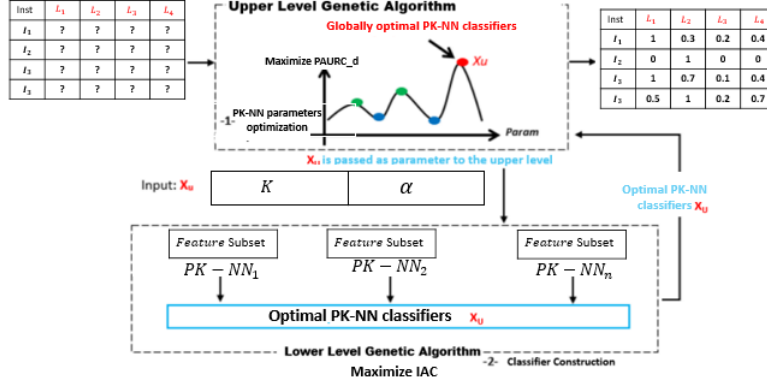 Upper Level Genetic Algorithm
Inst L₁ L₂ L₃ L₄
I₁ ? ? ? ?
I₂ ? ? ? ?
I₃ ? ? ? ?
I₃ ? ? ? ?
Globally optimal PK-NN classifiers
Maximize PAURC_d
Xu
-1-
PK-NN parameters
optimization
Param
Inst L₁ L₂ L₃ L₄
I₁ 1 0.3 0.2 0.4
I₂ 0 1 0 0
I₃ 1 0.7 0.1 0.4
I₃ 0.5 1 0.2 0.7
Xᵤ is passed as parameter to the upper level
Input: Xᵤ
K α
Optimal PK-NN
classifiers X_U
Feature Subset Feature Subset Feature Subset
PK − NN₁ PK − NN₂ PK − NNₙ
Optimal PK-NN classifiers X_U
Lower Level Genetic Algorithm
-2- Classifier Construction
Maximize IAC